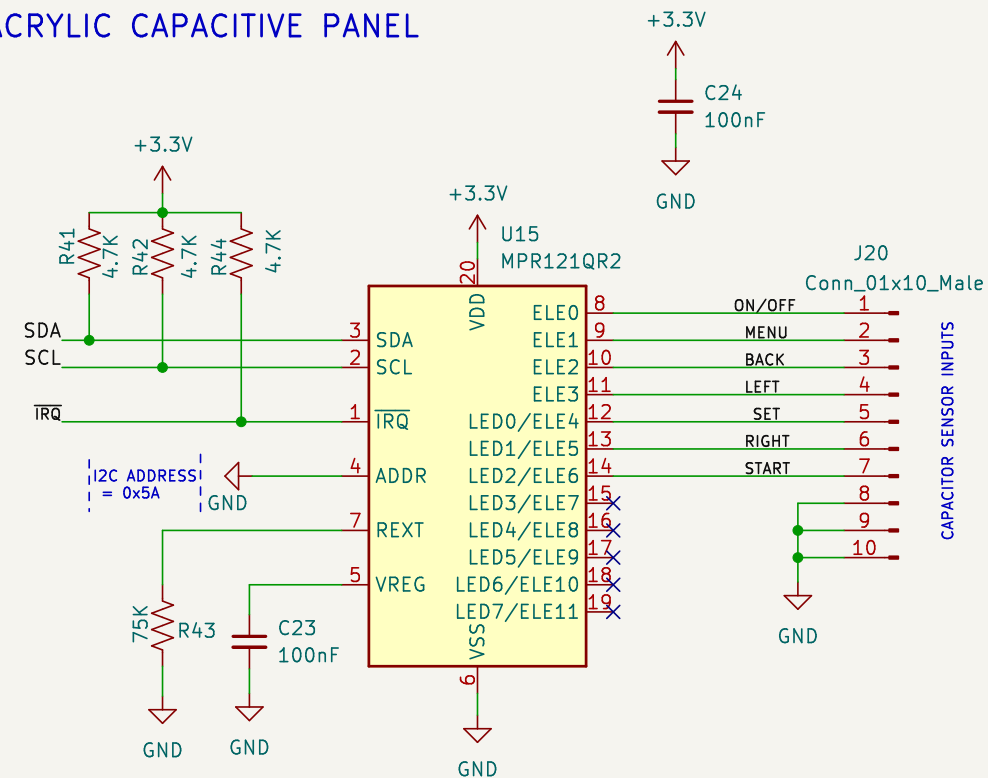 ACRYLIC CAPACITIVE PANEL
+3.3V
C24
100nF
GND
+3.3V
R41
4.7K
R42
4.7K
R44
4.7K
+3.3V
U15
MPR121QR2
20
VDD
J20
Conn_01x10_Male
SDA
3
SDA
SCL
2
SCL
IRQ
1
IRQ
4
ADDR
GND
I2C ADDRESS
= 0x5A
7
REXT
5
VREG
75K
R43
GND
C23
100nF
GND
VSS
6
GND
ELE0
8
ON/OFF
1
ELE1
9
MENU
2
ELE2
10
BACK
3
ELE3
11
LEFT
4
LED0/ELE4
12
SET
5
LED1/ELE5
13
RIGHT
6
LED2/ELE6
14
START
7
LED3/ELE7
15
8
LED4/ELE8
16
9
LED5/ELE9
17
10
LED6/ELE10
18
LED7/ELE11
19
GND
CAPACITOR SENSOR INPUTS